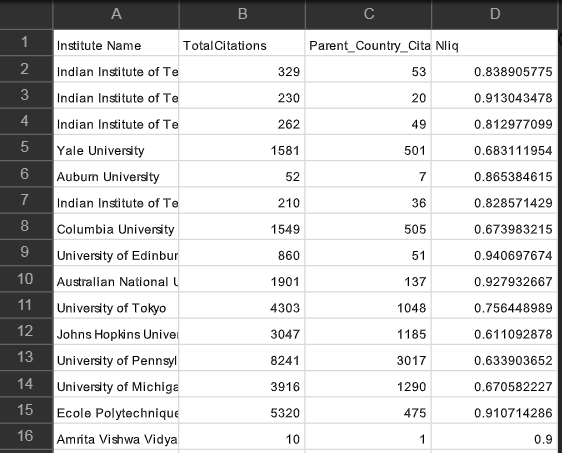 A B C D
1 Institute Name TotalCitations Parent_Country_Cita Nliq
2 Indian Institute of Te 329 53 0.838905775
3 Indian Institute of Te 230 20 0.913043478
4 Indian Institute of Te 262 49 0.812977099
5 Yale University 1581 501 0.683111954
6 Auburn University 52 7 0.865384615
7 Indian Institute of Te 210 36 0.828571429
8 Columbia University 1549 505 0.673983215
9 University of Edinbur 860 51 0.940697674
10 Australian National U 1901 137 0.927932667
11 University of Tokyo 4303 1048 0.756448989
12 Johns Hopkins Univer 3047 1185 0.611092878
13 University of Pennsyl 8241 3017 0.633903652
14 University of Michiga 3916 1290 0.670582227
15 Ecole Polytechnique 5320 475 0.910714286
16 Amrita Vishwa Vidya 10 1 0.9